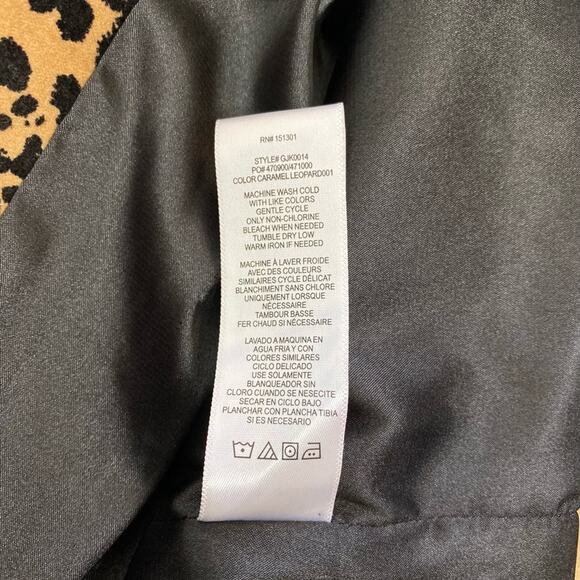 RN# 151301
STYLE# GJK0014
PO# 470900/471000
COLOR CARAMEL LEOPARD001
MACHINE WASH COLD
WITH LIKE COLORS
GENTLE CYCLE
ONLY NON-CHLORINE
BLEACH WHEN NEEDED
TUMBLE DRY LOW
WARM IRON IF NEEDED
MACHINE À LAVER FROIDE
AVEC DES COULEURS
SIMILAIRES CYCLE DÉLICAT
BLANCHIMENT SANS CHLORE
UNIQUEMENT LORSQUE
NÉCESSAIRE
TAMBOUR BASSE
FER CHAUD SI NÉCESSAIRE
LAVADO A MAQUINA EN
AGUA FRIA Y CON
COLORES SIMILARES
CICLO DELICADO
USE SOLAMENTE
BLANQUEADOR SIN
CLORO CUANDO SE NESECITE
SECAR EN CICLO BAJO
PLANCHAR CON PLANCHA TIBIA
SI ES NECESARIO